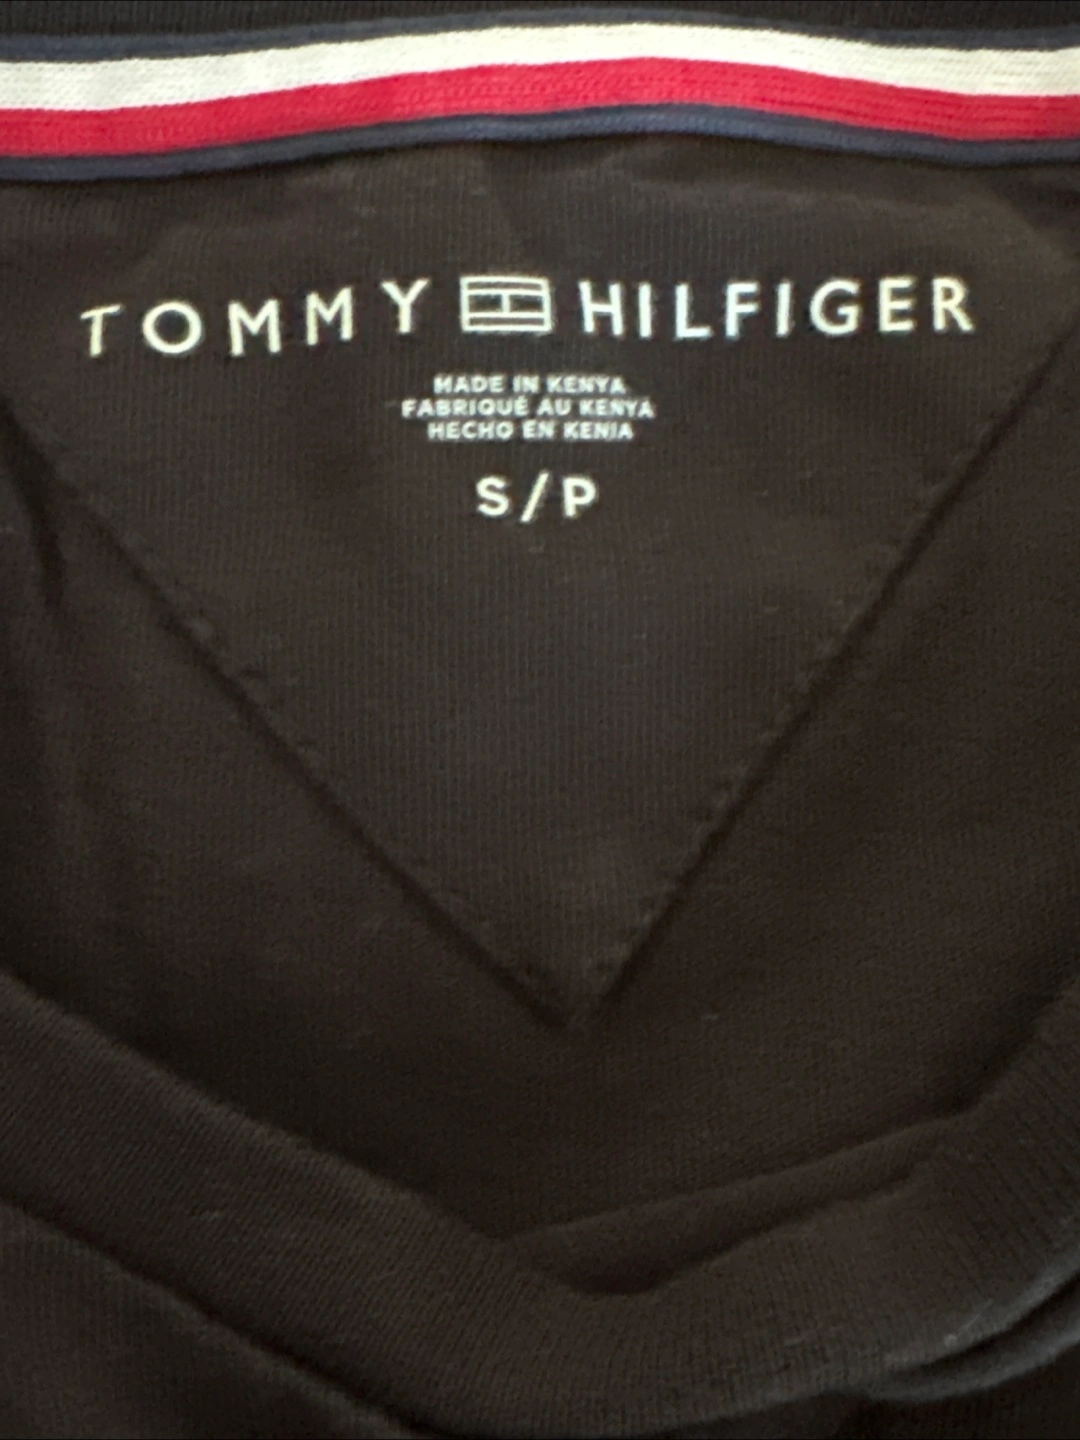 TOMMY HILFIGER
MADE IN KENYA
FABRIQUÉ AU KENYA
HECHO EN KENIA
S/P